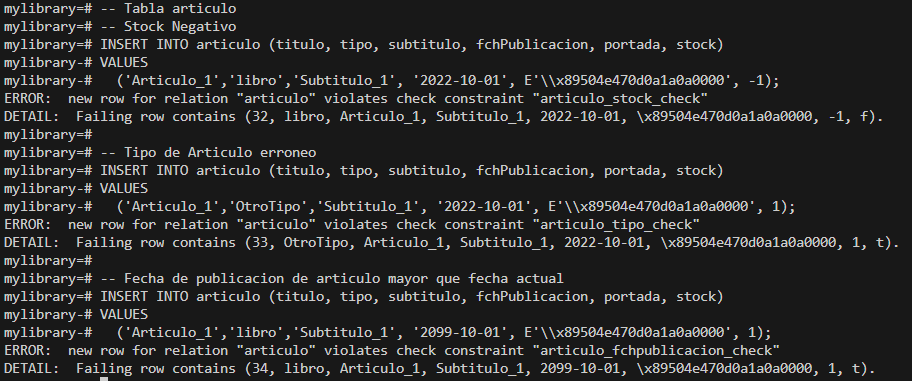 mylibrary=# -- Tabla articulo
mylibrary=# -- Stock Negativo
mylibrary=# INSERT INTO articulo (titulo, tipo, subtitulo, fchPublicacion, portada, stock)
mylibrary-# VALUES
mylibrary-#   ('Articulo_1','libro','Subtitulo_1', '2022-10-01', E'\\x89504e470d0a1a0a0000', -1);
ERROR:  new row for relation "articulo" violates check constraint "articulo_stock_check"
DETAIL:  Failing row contains (32, libro, Articulo_1, Subtitulo_1, 2022-10-01, \x89504e470d0a1a0a0000, -1, f).
mylibrary=#
mylibrary=# -- Tipo de Articulo erroneo
mylibrary=# INSERT INTO articulo (titulo, tipo, subtitulo, fchPublicacion, portada, stock)
mylibrary-# VALUES
mylibrary-#   ('Articulo_1','OtroTipo','Subtitulo_1', '2022-10-01', E'\\x89504e470d0a1a0a0000', 1);
ERROR:  new row for relation "articulo" violates check constraint "articulo_tipo_check"
DETAIL:  Failing row contains (33, OtroTipo, Articulo_1, Subtitulo_1, 2022-10-01, \x89504e470d0a1a0a0000, 1, t).
mylibrary=#
mylibrary=# -- Fecha de publicacion de articulo mayor que fecha actual
mylibrary=# INSERT INTO articulo (titulo, tipo, subtitulo, fchPublicacion, portada, stock)
mylibrary-# VALUES
mylibrary-#   ('Articulo_1','libro','Subtitulo_1', '2099-10-01', E'\\x89504e470d0a1a0a0000', 1);
ERROR:  new row for relation "articulo" violates check constraint "articulo_fchpublicacion_check"
DETAIL:  Failing row contains (34, libro, Articulo_1, Subtitulo_1, 2099-10-01, \x89504e470d0a1a0a0000, 1, t).